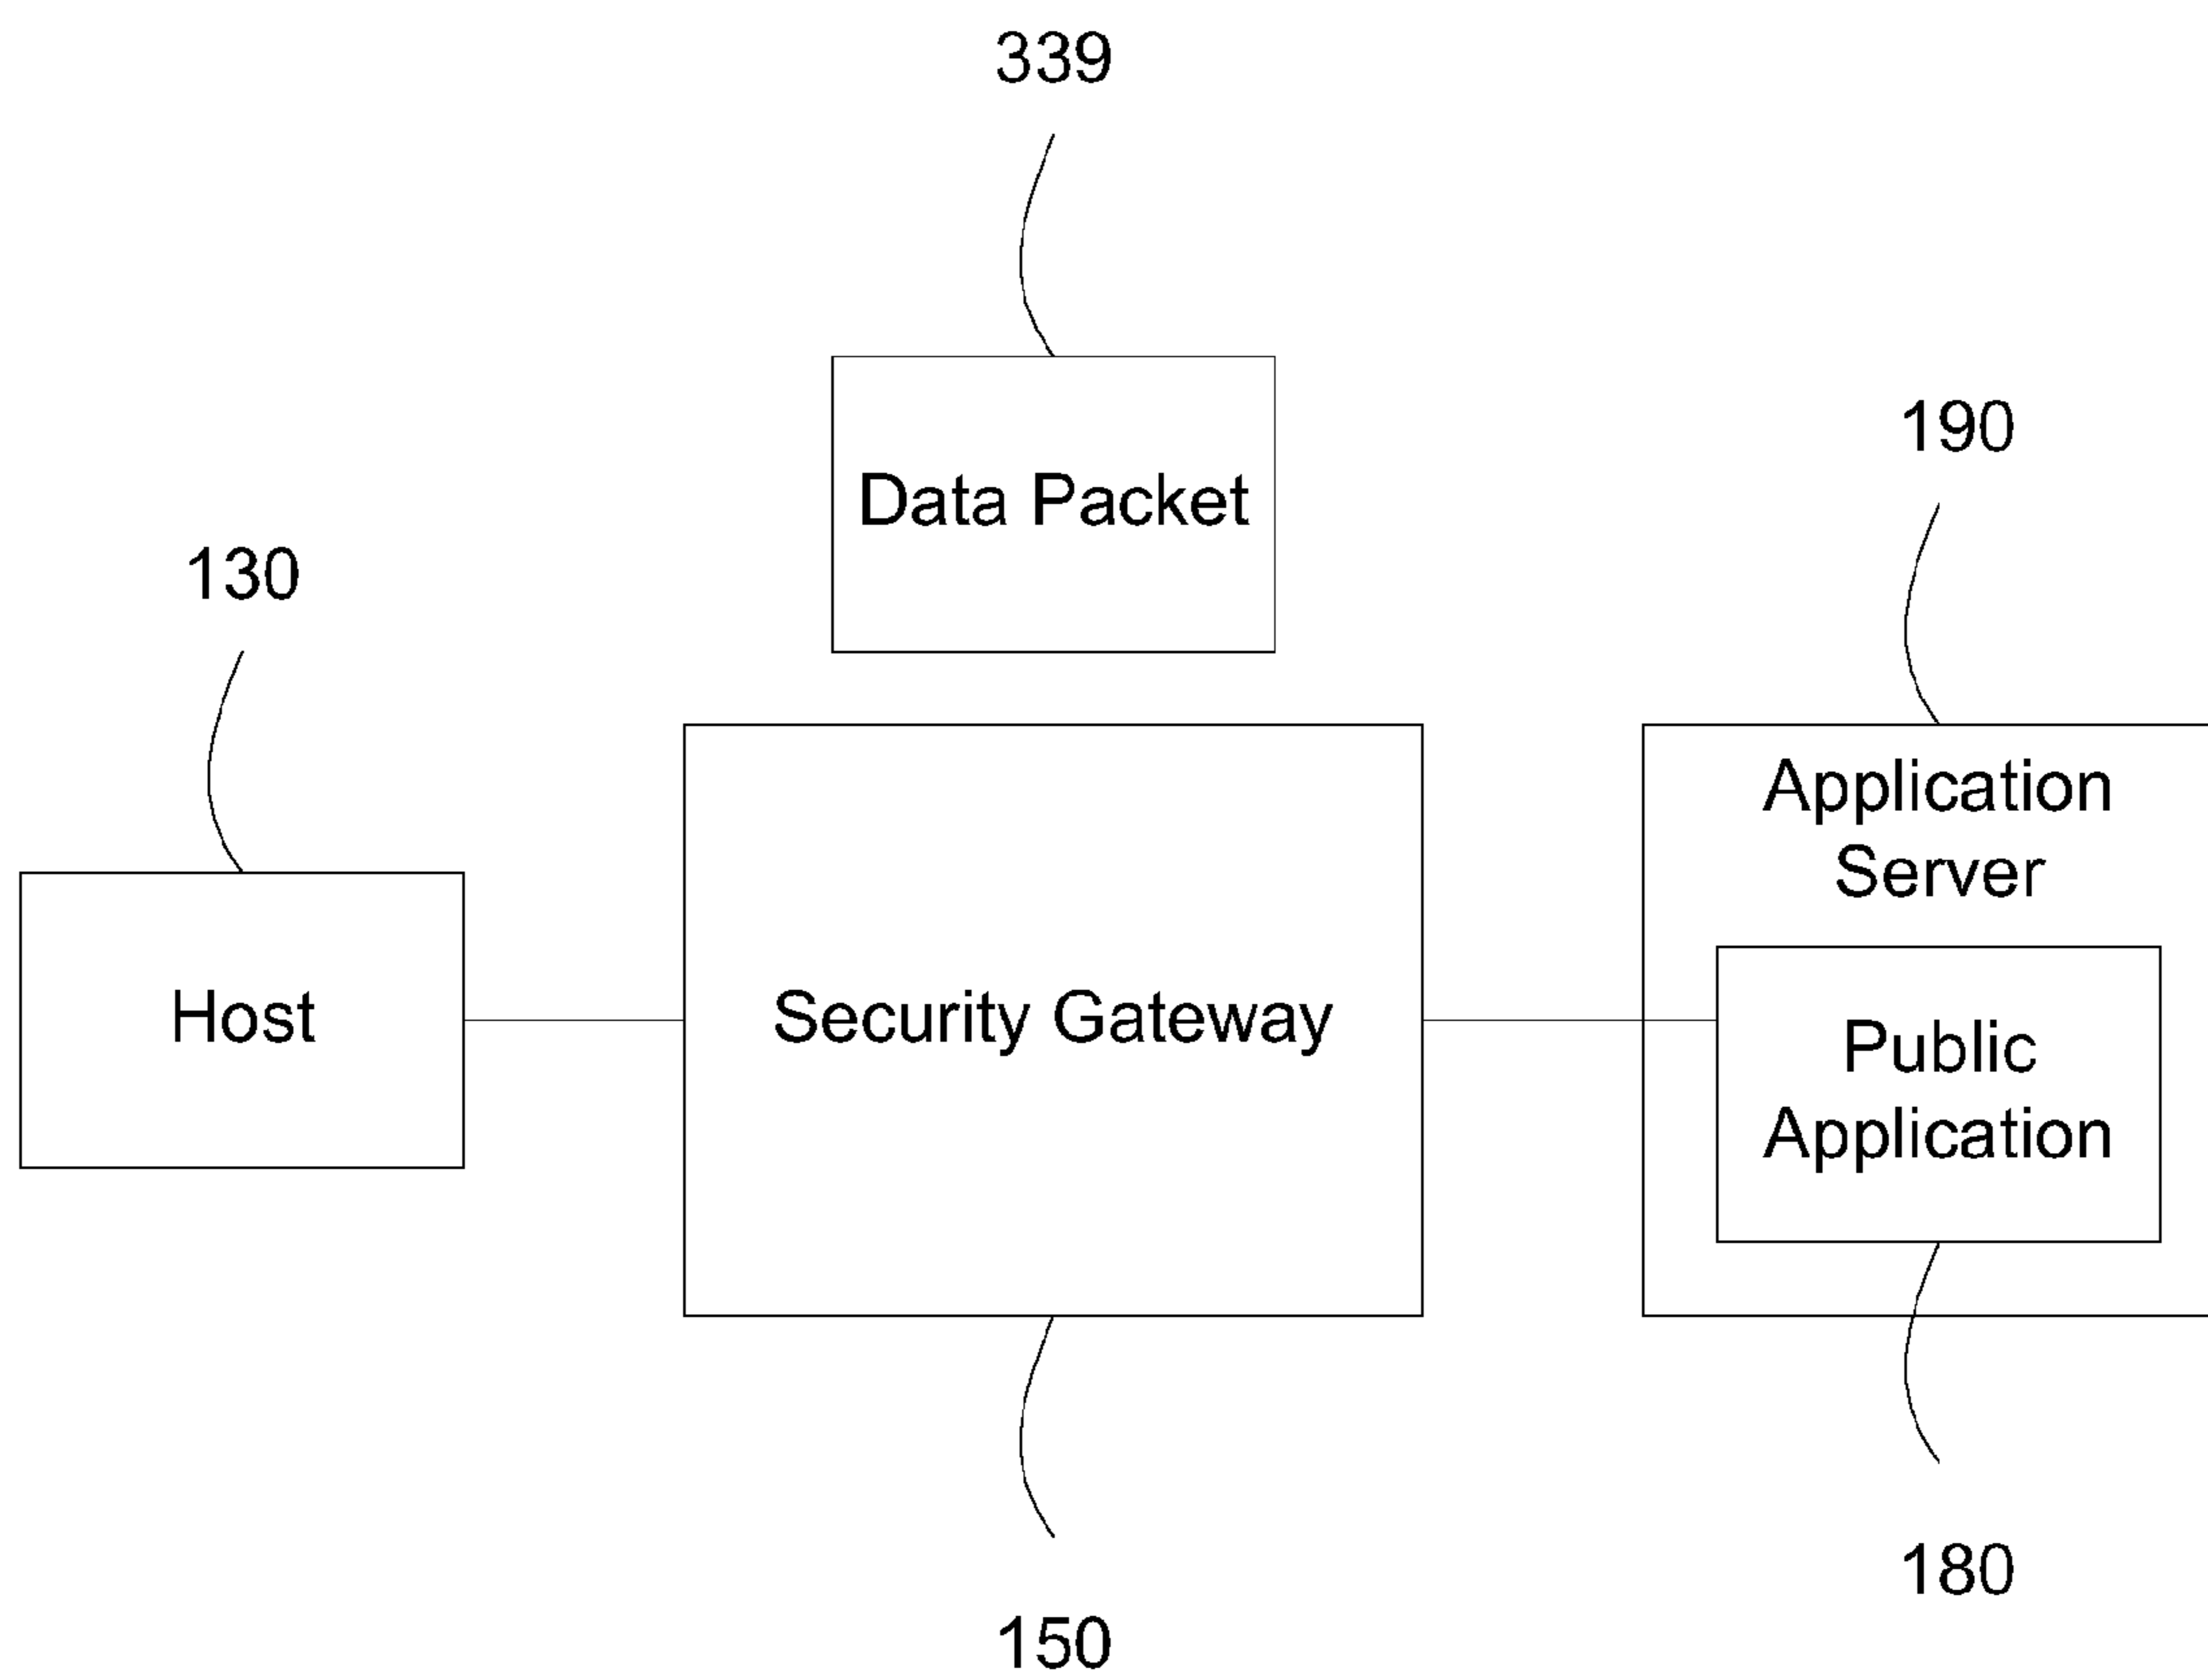 339
Data Packet
190
130
Application
Server
Host
Security Gateway
Public
Application
180
150